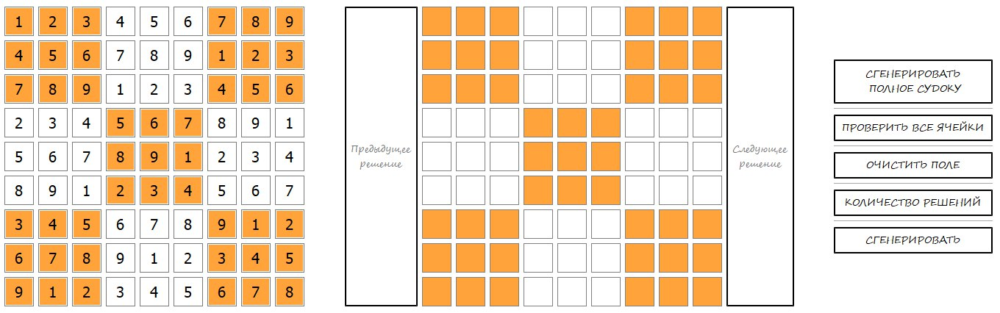 1 2 3 4 5 6 7 8 9
4 5 6 7 8 9 1 2 3
7 8 9 1 2 3 4 5 6
2 3 4 5 6 7 8 9 1
5 6 7 8 9 1 2 3 4
8 9 1 2 3 4 5 6 7
3 4 5 6 7 8 9 1 2
6 7 8 9 1 2 3 4 5
9 1 2 3 4 5 6 7 8
Предыдущее
решение
Следующее
решение
СГЕНЕРИРОВАТЬ
ПОЛНОЕ СУДОКУ
ПРОВЕРИТЬ ВСЕ ЯЧЕЙКИ
ОЧИСТИТЬ ПОЛЕ
КОЛИЧЕСТВО РЕШЕНИЙ
СГЕНЕРИРОВАТЬ